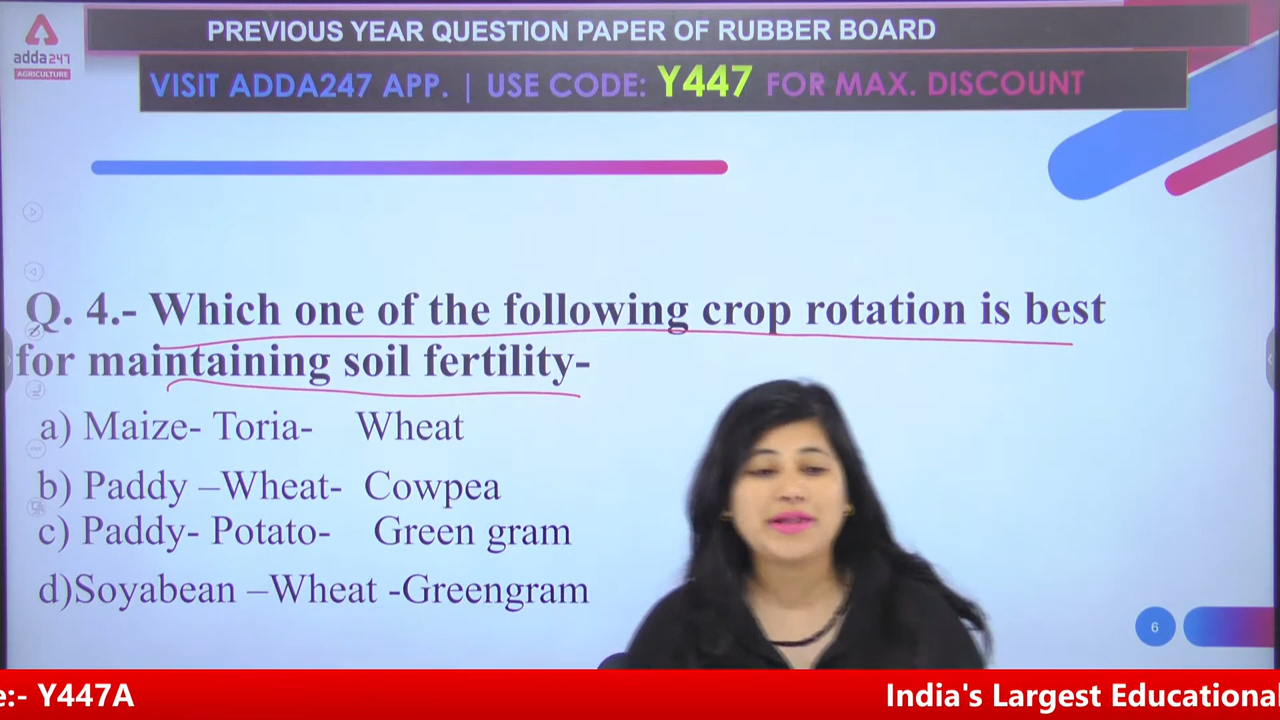 adda247
AGRICULTURE
PREVIOUS YEAR QUESTION PAPER OF RUBBER BOARD
VISIT ADDA247 APP. | USE CODE: Y447 FOR MAX. DISCOUNT
Q. 4.- Which one of the following crop rotation is best
for maintaining soil fertility-
a) Maize- Toria- Wheat
b) Paddy –Wheat- Cowpea
c) Paddy- Potato- Green gram
d)Soyabean –Wheat -Greengram
6
e:- Y447A
India's Largest Educational